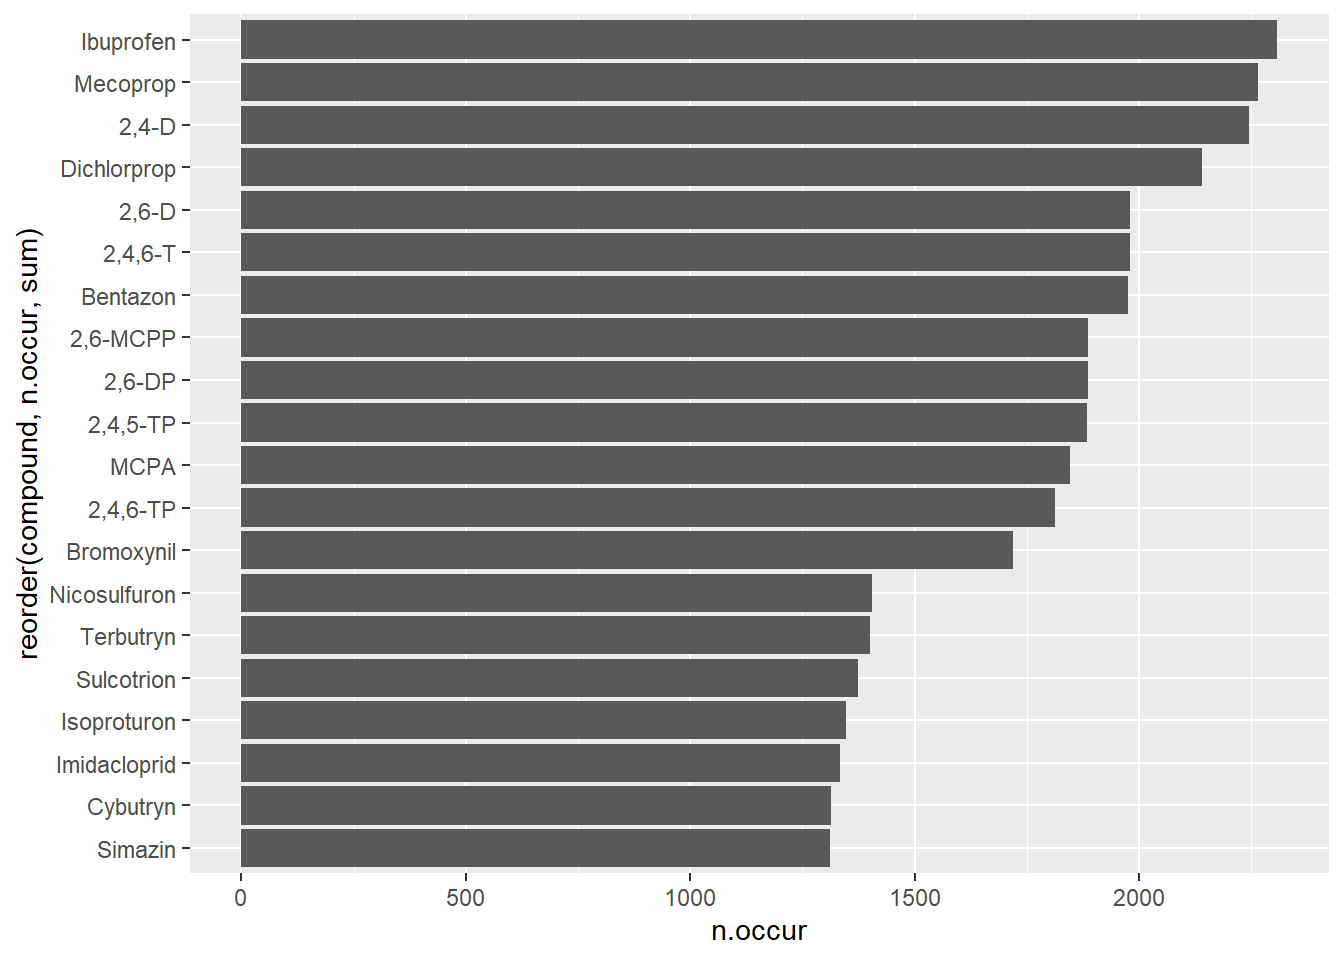 Ibuprofen
Mecoprop
2,4-D
Dichlorprop
2,6-D
2,4,6-T
Bentazon
2,6-MCPP
2,6-DP
2,4,5-TP
MCPA
2,4,6-TP
Bromoxynil
Nicosulfuron
Terbutryn
Sulcotrion
Isoproturon
Imidacloprid
Cybutryn
Simazin
reorder(compound, n.occur, sum)
0 500 1000 1500 2000
n.occur